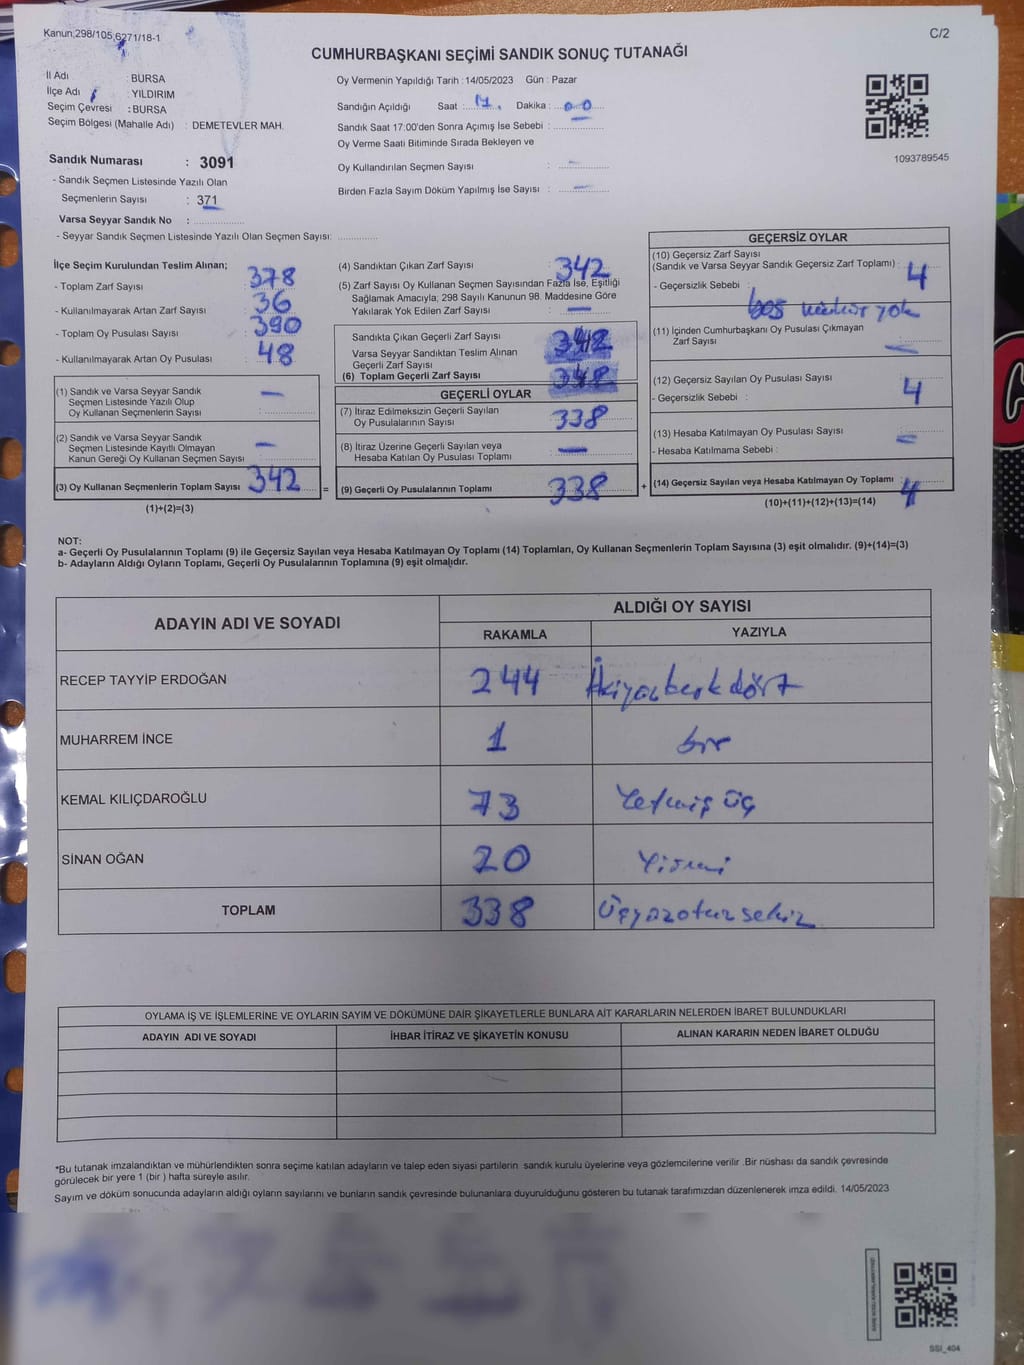 Kanun;298/105,6271/18-1
C/2
CUMHURBAŞKANI SEÇİMİ SANDIK SONUÇ TUTANAĞI
İl Adı : BURSA
İlçe Adı : YILDIRIM
Seçim Çevresi : BURSA
Seçim Bölgesi (Mahalle Adı) : DEMETEVLER MAH.
Oy Vermenin Yapıldığı Tarih : 14/05/2023 Gün : Pazar
Sandığın Açıldığı Saat : Dakika : 00
Sandık Saat 17:00'den Sonra Açımış İse Sebebi :
Oy Verme Saati Bitiminde Sırada Bekleyen ve
Oy Kullandırılan Seçmen Sayısı : -
Birden Fazla Sayım Döküm Yapılmış İse Sayısı : -
1093789545
Sandık Numarası : 3091
- Sandık Seçmen Listesinde Yazılı Olan
Seçmenlerin Sayısı : 371
Varsa Seyyar Sandık No :
- Seyyar Sandık Seçmen Listesinde Yazılı Olan Seçmen Sayısı:
İlçe Seçim Kurulundan Teslim Alınan;
- Toplam Zarf Sayısı : 378
- Kullanılmayarak Artan Zarf Sayısı : 36
- Toplam Oy Pusulası Sayısı : 390
- Kullanılmayarak Artan Oy Pusulası : 48
(1) Sandık ve Varsa Seyyar Sandık
Seçmen Listesinde Yazılı Olup
Oy Kullanan Seçmenlerin Sayısı : -
(2) Sandık ve Varsa Seyyar Sandık
Seçmen Listesinde Kayıtlı Olmayan
Kanun Gereği Oy Kullanan Seçmen Sayısı : -
(3) Oy Kullanan Seçmenlerin Toplam Sayısı : 342
(1)+(2)=(3)
(4) Sandıktan Çıkan Zarf Sayısı : 342
(5) Zarf Sayısı Oy Kullanan Seçmen Sayısından Fazla İse, Eşitliği
Sağlamak Amacıyla; 298 Sayılı Kanunun 98. Maddesine Göre
Yakılarak Yok Edilen Zarf Sayısı : -
Sandıkta Çıkan Geçerli Zarf Sayısı :
Varsa Seyyar Sandıktan Teslim Alınan
Geçerli Zarf Sayısı :
(6) Toplam Geçerli Zarf Sayısı :
GEÇERLİ OYLAR
(7) İtiraz Edilmeksizin Geçerli Sayılan
Oy Pusulalarının Sayısı : 338
(8) İtiraz Üzerine Geçerli Sayılan veya
Hesaba Katılan Oy Pusulası Toplamı : -
= (9) Geçerli Oy Pusulalarının Toplamı : 338
GEÇERSİZ OYLAR
(10) Geçersiz Zarf Sayısı
(Sandık ve Varsa Seyyar Sandık Geçersiz Zarf Toplamı) : 4
- Geçersizlik Sebebi : boş mühür yok
(11) İçinden Cumhurbaşkanı Oy Pusulası Çıkmayan
Zarf Sayısı : -
(12) Geçersiz Sayılan Oy Pusulası Sayısı : 4
- Geçersizlik Sebebi :
(13) Hesaba Katılmayan Oy Pusulası Sayısı : -
- Hesaba Katılmama Sebebi :
+ (14) Geçersiz Sayılan veya Hesaba Katılmayan Oy Toplamı : 4
(10)+(11)+(12)+(13)=(14)
NOT:
a- Geçerli Oy Pusulalarının Toplamı (9) ile Geçersiz Sayılan veya Hesaba Katılmayan Oy Toplamı (14) Toplamları, Oy Kullanan Seçmenlerin Toplam Sayısına (3) eşit olmalıdır. (9)+(14)=(3)
b- Adayların Aldığı Oyların Toplamı, Geçerli Oy Pusulalarının Toplamına (9) eşit olmalıdır.
ADAYIN ADI VE SOYADI
ALDIĞI OY SAYISI
RAKAMLA YAZIYLA
RECEP TAYYİP ERDOĞAN 244 İkiyüzkırkdört
MUHARREM İNCE 1 bir
KEMAL KILIÇDAROĞLU 73 Yetmiş üç
SİNAN OĞAN 20 Yirmi
TOPLAM 338 Üçyüzotuzsekiz
OYLAMA İŞ VE İŞLEMLERİNE VE OYLARIN SAYIM VE DÖKÜMÜNE DAİR ŞİKAYETLERLE BUNLARA AİT KARARLARIN NELERDEN İBARET BULUNDUKLARI
ADAYIN ADI VE SOYADI İHBAR İTİRAZ VE ŞİKAYETİN KONUSU ALINAN KARARIN NEDEN İBARET OLDUĞU
*Bu tutanak imzalandıktan ve mühürlendikten sonra seçime katılan adayların ve talep eden siyasi partilerin sandık kurulu üyelerine veya gözlemcilerine verilir .Bir nüshası da sandık çevresinde
görülecek bir yere 1 (bir ) hafta süreyle asılır.
Sayım ve döküm sonucunda adayların aldığı oyların sayılarını ve bunların sandık çevresinde bulunanlara duyurulduğunu gösteren bu tutanak tarafımızdan düzenlenerek imza edildi. 14/05/2023
SSI_404